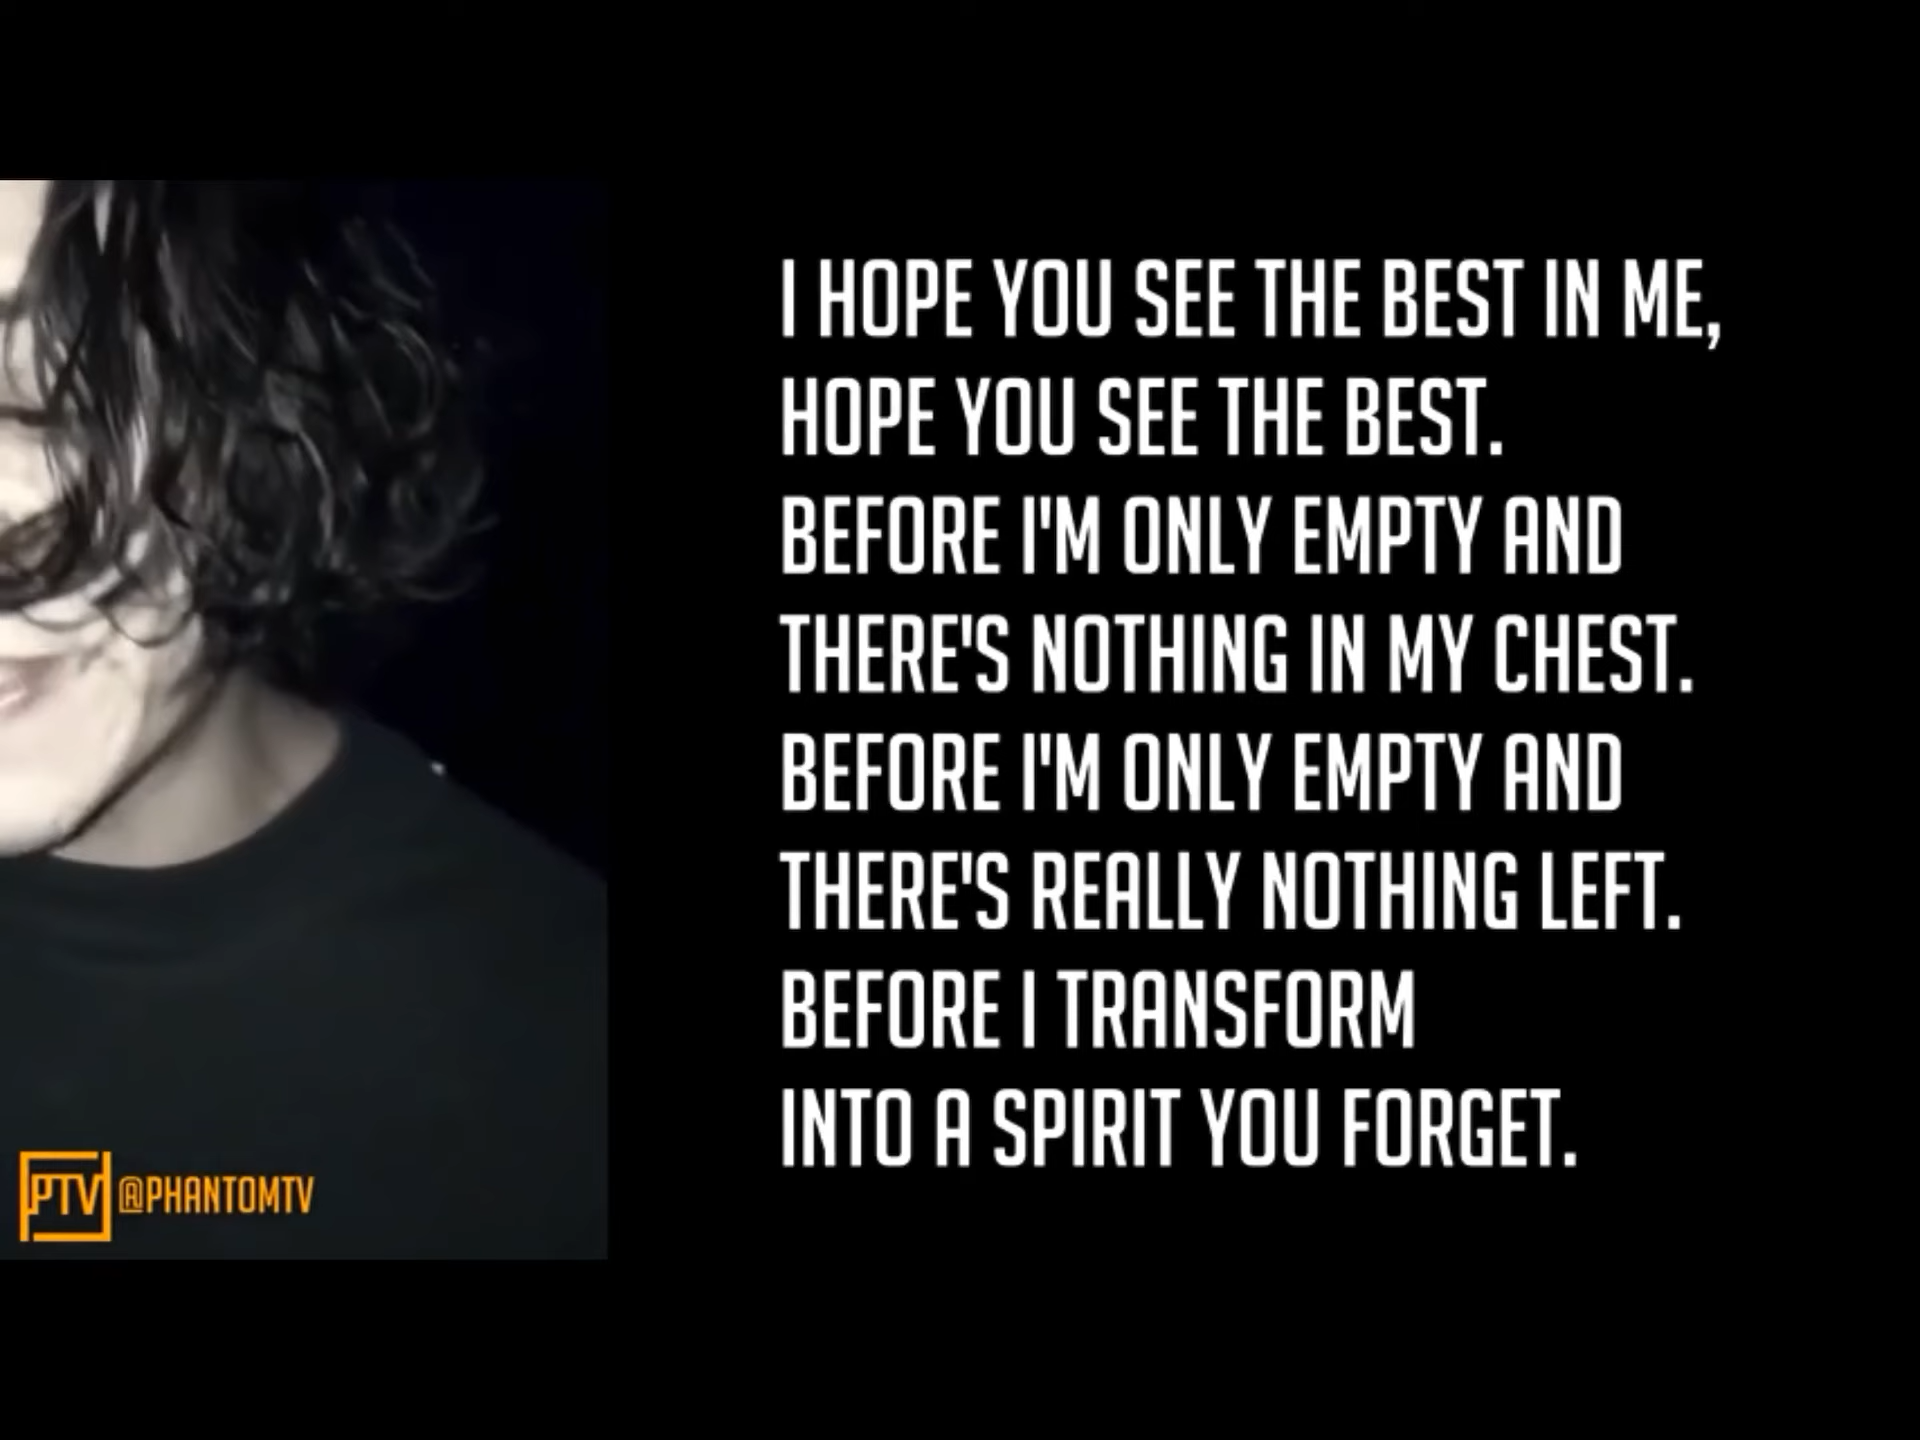 I HOPE YOU SEE THE BEST IN ME,
HOPE YOU SEE THE BEST.
BEFORE I'M ONLY EMPTY AND
THERE'S NOTHING IN MY CHEST.
BEFORE I'M ONLY EMPTY AND
THERE'S REALLY NOTHING LEFT.
BEFORE I TRANSFORM
INTO A SPIRIT YOU FORGET.
PTV @PHANTOMTV